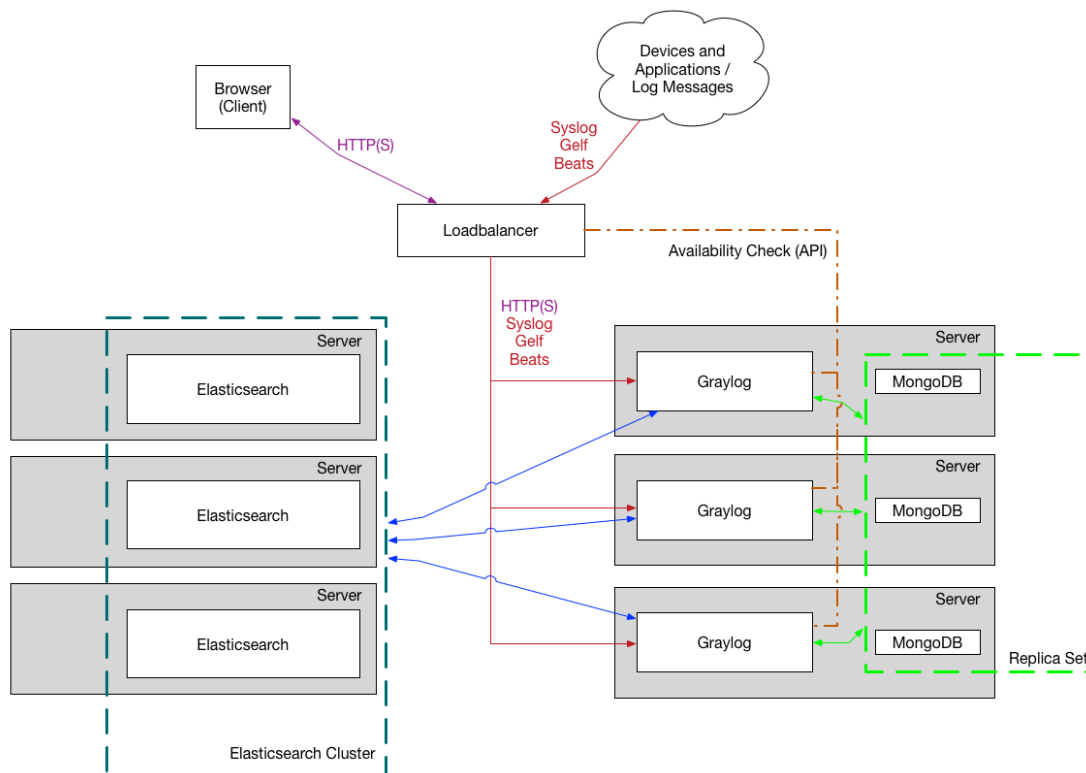 Devices and
Applications /
Log Messages
Browser
(Client)
HTTP(S)
Syslog
Gelf
Beats
Loadbalancer
Availability Check (API)
HTTP(S)
Syslog
Gelf
Beats
Server
Elasticsearch
Server
Elasticsearch
Server
Elasticsearch
Elasticsearch Cluster
Server
Graylog
MongoDB
Server
Graylog
MongoDB
Server
Graylog
MongoDB
Replica Set